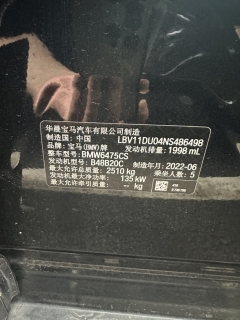 华晨宝马汽车有限公司制造
制造国：中国 LBV11DU04NS486498
品牌：宝马(BMW)牌 发动机排量：1998 mL
整车型号：BMW6475CS
发动机型号：B48B20C 制造年月：2022-06
最大允许总质量：2510 kg 乘坐人数：5
发动机最大净功率：135 kW
最大允许牵引质量： — kg